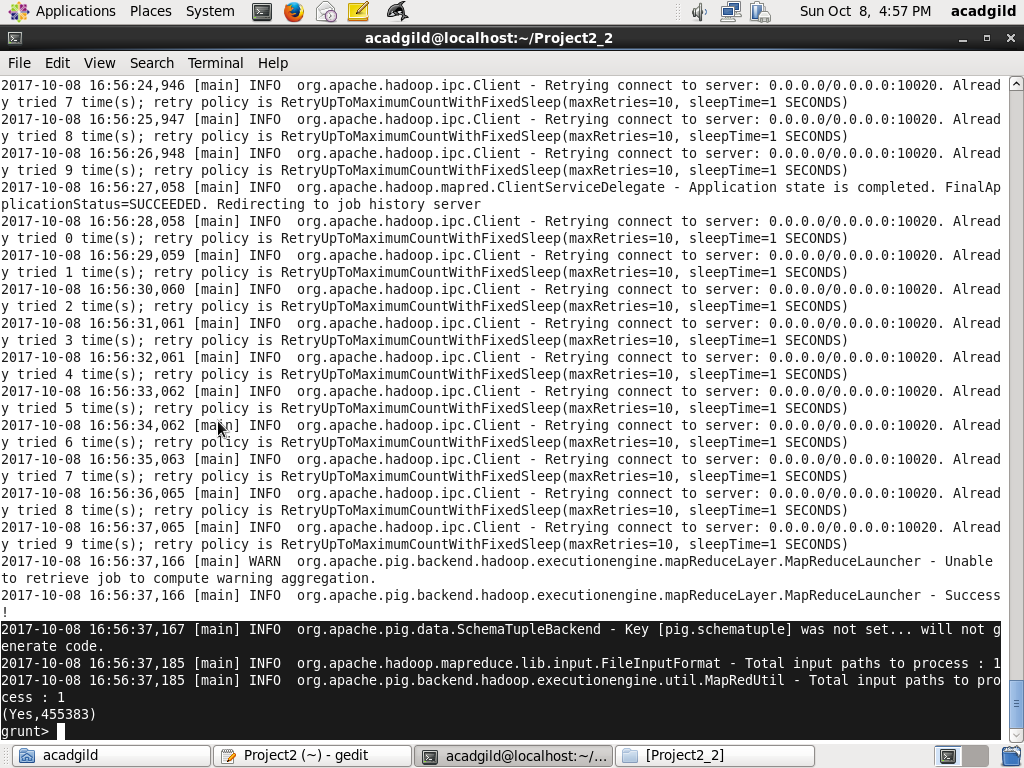 Applications Places System Sun Oct 8, 4:57 PM acadgild
acadgild@localhost:~/Project2_2
File Edit View Search Terminal Help
2017-10-08 16:56:24,946 [main] INFO  org.apache.hadoop.ipc.Client - Retrying connect to server: 0.0.0.0/0.0.0.0:10020. Alread
y tried 7 time(s); retry policy is RetryUpToMaximumCountWithFixedSleep(maxRetries=10, sleepTime=1 SECONDS)
2017-10-08 16:56:25,947 [main] INFO  org.apache.hadoop.ipc.Client - Retrying connect to server: 0.0.0.0/0.0.0.0:10020. Alread
y tried 8 time(s); retry policy is RetryUpToMaximumCountWithFixedSleep(maxRetries=10, sleepTime=1 SECONDS)
2017-10-08 16:56:26,948 [main] INFO  org.apache.hadoop.ipc.Client - Retrying connect to server: 0.0.0.0/0.0.0.0:10020. Alread
y tried 9 time(s); retry policy is RetryUpToMaximumCountWithFixedSleep(maxRetries=10, sleepTime=1 SECONDS)
2017-10-08 16:56:27,058 [main] INFO  org.apache.hadoop.mapred.ClientServiceDelegate - Application state is completed. FinalAp
plicationStatus=SUCCEEDED. Redirecting to job history server
2017-10-08 16:56:28,058 [main] INFO  org.apache.hadoop.ipc.Client - Retrying connect to server: 0.0.0.0/0.0.0.0:10020. Alread
y tried 0 time(s); retry policy is RetryUpToMaximumCountWithFixedSleep(maxRetries=10, sleepTime=1 SECONDS)
2017-10-08 16:56:29,059 [main] INFO  org.apache.hadoop.ipc.Client - Retrying connect to server: 0.0.0.0/0.0.0.0:10020. Alread
y tried 1 time(s); retry policy is RetryUpToMaximumCountWithFixedSleep(maxRetries=10, sleepTime=1 SECONDS)
2017-10-08 16:56:30,060 [main] INFO  org.apache.hadoop.ipc.Client - Retrying connect to server: 0.0.0.0/0.0.0.0:10020. Alread
y tried 2 time(s); retry policy is RetryUpToMaximumCountWithFixedSleep(maxRetries=10, sleepTime=1 SECONDS)
2017-10-08 16:56:31,061 [main] INFO  org.apache.hadoop.ipc.Client - Retrying connect to server: 0.0.0.0/0.0.0.0:10020. Alread
y tried 3 time(s); retry policy is RetryUpToMaximumCountWithFixedSleep(maxRetries=10, sleepTime=1 SECONDS)
2017-10-08 16:56:32,061 [main] INFO  org.apache.hadoop.ipc.Client - Retrying connect to server: 0.0.0.0/0.0.0.0:10020. Alread
y tried 4 time(s); retry policy is RetryUpToMaximumCountWithFixedSleep(maxRetries=10, sleepTime=1 SECONDS)
2017-10-08 16:56:33,062 [main] INFO  org.apache.hadoop.ipc.Client - Retrying connect to server: 0.0.0.0/0.0.0.0:10020. Alread
y tried 5 time(s); retry policy is RetryUpToMaximumCountWithFixedSleep(maxRetries=10, sleepTime=1 SECONDS)
2017-10-08 16:56:34,062 [main] INFO  org.apache.hadoop.ipc.Client - Retrying connect to server: 0.0.0.0/0.0.0.0:10020. Alread
y tried 6 time(s); retry policy is RetryUpToMaximumCountWithFixedSleep(maxRetries=10, sleepTime=1 SECONDS)
2017-10-08 16:56:35,063 [main] INFO  org.apache.hadoop.ipc.Client - Retrying connect to server: 0.0.0.0/0.0.0.0:10020. Alread
y tried 7 time(s); retry policy is RetryUpToMaximumCountWithFixedSleep(maxRetries=10, sleepTime=1 SECONDS)
2017-10-08 16:56:36,065 [main] INFO  org.apache.hadoop.ipc.Client - Retrying connect to server: 0.0.0.0/0.0.0.0:10020. Alread
y tried 8 time(s); retry policy is RetryUpToMaximumCountWithFixedSleep(maxRetries=10, sleepTime=1 SECONDS)
2017-10-08 16:56:37,065 [main] INFO  org.apache.hadoop.ipc.Client - Retrying connect to server: 0.0.0.0/0.0.0.0:10020. Alread
y tried 9 time(s); retry policy is RetryUpToMaximumCountWithFixedSleep(maxRetries=10, sleepTime=1 SECONDS)
2017-10-08 16:56:37,166 [main] WARN  org.apache.pig.backend.hadoop.executionengine.mapReduceLayer.MapReduceLauncher - Unable
to retrieve job to compute warning aggregation.
2017-10-08 16:56:37,166 [main] INFO  org.apache.pig.backend.hadoop.executionengine.mapReduceLayer.MapReduceLauncher - Success
!
2017-10-08 16:56:37,167 [main] INFO  org.apache.pig.data.SchemaTupleBackend - Key [pig.schematuple] was not set... will not g
enerate code.
2017-10-08 16:56:37,185 [main] INFO  org.apache.hadoop.mapreduce.lib.input.FileInputFormat - Total input paths to process : 1
2017-10-08 16:56:37,185 [main] INFO  org.apache.pig.backend.hadoop.executionengine.util.MapRedUtil - Total input paths to pro
cess : 1
(Yes,455383)
grunt>
acadgild Project2 (~) - gedit acadgild@localhost:~/... [Project2_2]